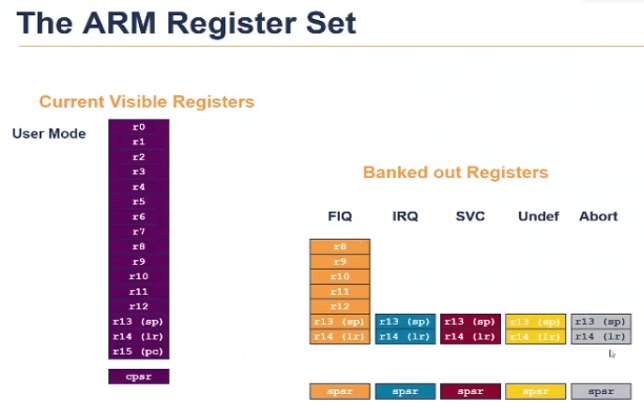 The ARM Register Set
Current Visible Registers
User Mode
r0
r1
r2
r3
r4
r5
r6
r7
r8
r9
r10
r11
r12
r13 (sp)
r14 (lr)
r15 (pc)
cpsr
Banked out Registers
FIQ IRQ SVC Undef Abort
r8
r9
r10
r11
r12
r13 (sp) r13 (sp) r13 (sp) r13 (sp) r13 (sp)
r14 (lr) r14 (lr) r14 (lr) r14 (lr) r14 (lr)
spsr spsr spsr spsr spsr